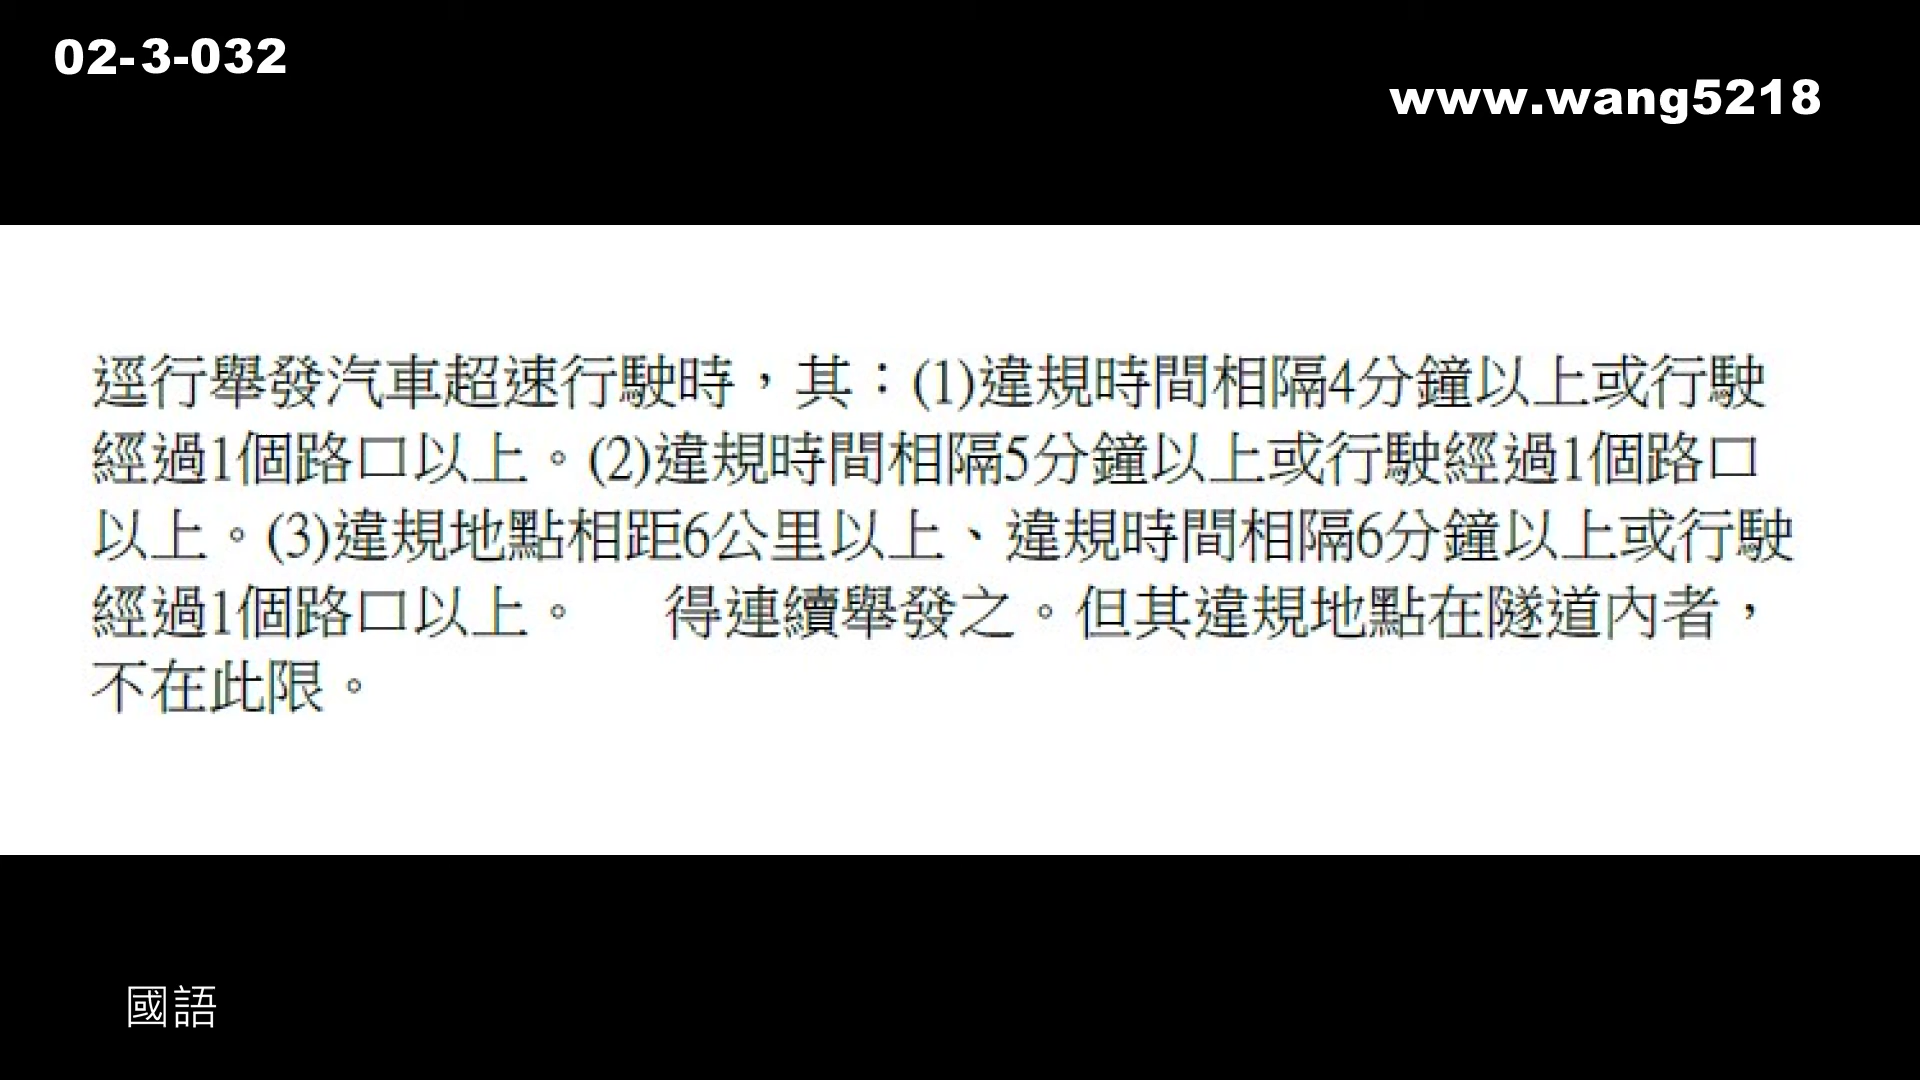 02-3-032
www.wang5218
逕行舉發汽車超速行駛時，其：(1)違規時間相隔4分鐘以上或行駛
經過1個路口以上。(2)違規時間相隔5分鐘以上或行駛經過1個路口
以上。(3)違規地點相距6公里以上、違規時間相隔6分鐘以上或行駛
經過1個路口以上。　得連續舉發之。但其違規地點在隧道內者，
不在此限。
國語